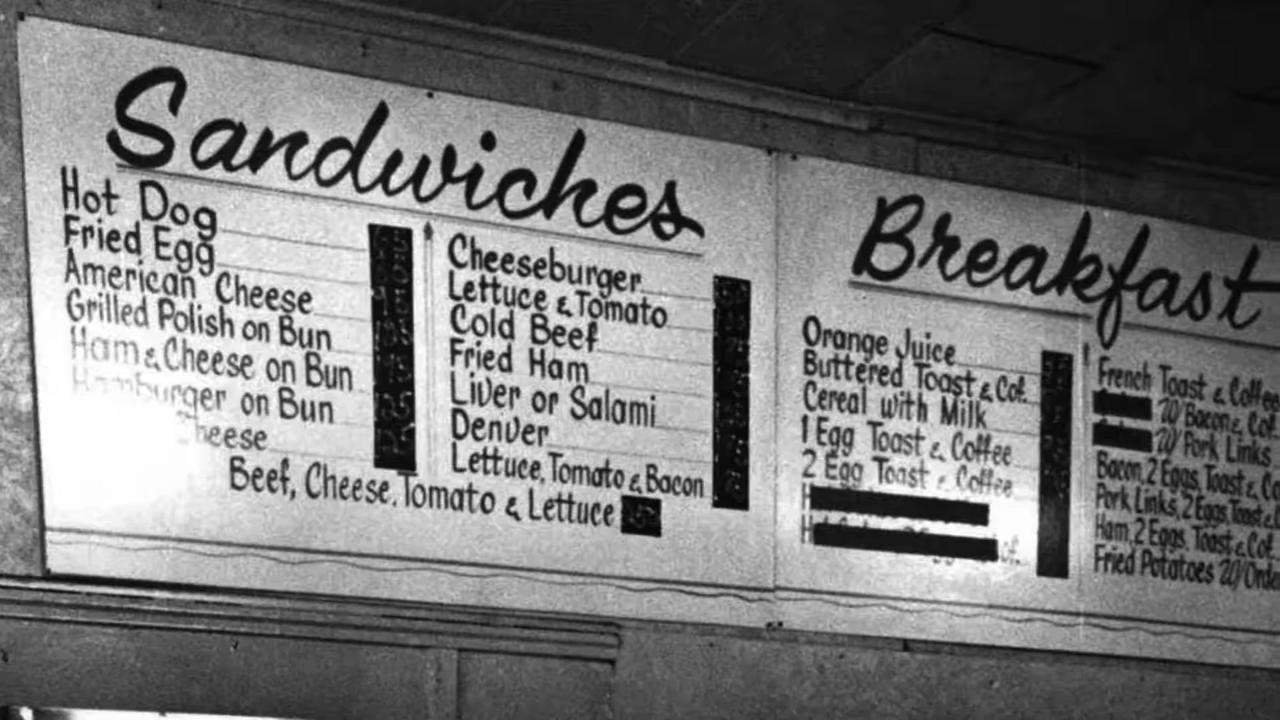 Sandwiches
Hot Dog
Fried Egg
American Cheese
Grilled Polish on Bun
Ham & Cheese on Bun
Hamburger on Bun
Cheese
Cheeseburger
Lettuce & Tomato
Cold Beef
Fried Ham
Liver or Salami
Denver
Lettuce, Tomato & Bacon
Beef, Cheese, Tomato & Lettuce
Breakfast
Orange Juice
Buttered Toast & Cof.
Cereal with Milk
1 Egg Toast & Coffee
2 Egg Toast & Coffee
Cof.
French Toast & Coffee
W/ Bacon & Cof.
W/ Pork Links
Bacon, 2 Eggs, Toast & Co
Pork Links, 2 Eggs, Toast &
Ham, 2 Eggs, Toast & Cof.
Fried Potatoes 20/Orde